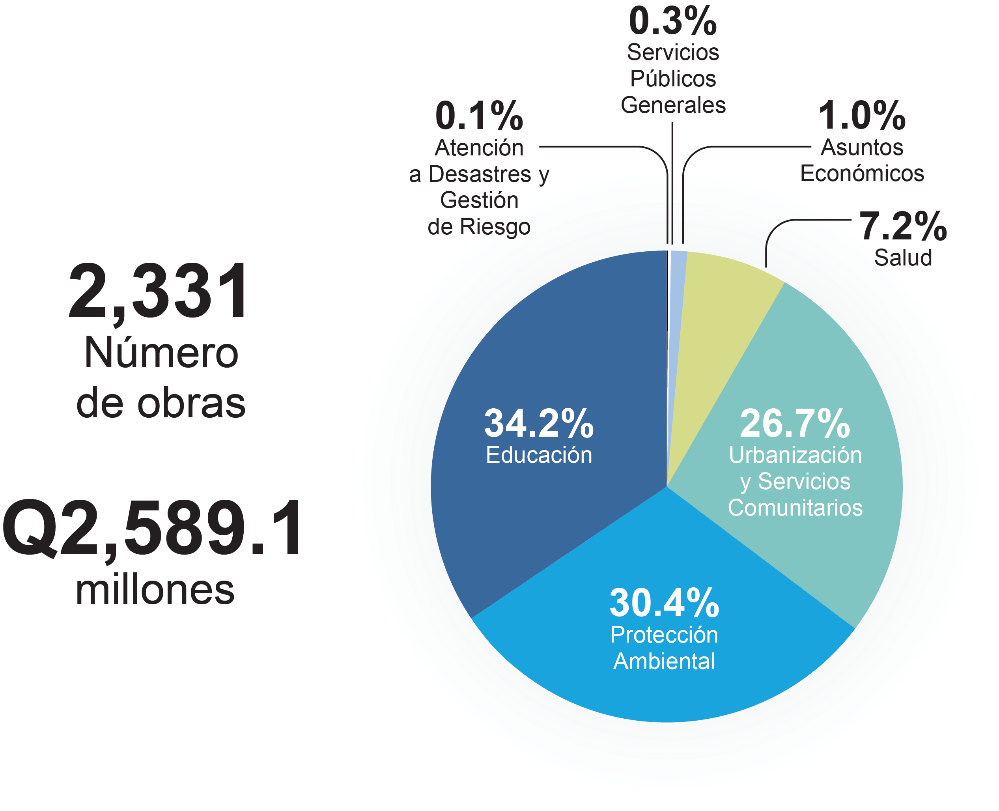 0.3%
Servicios
Públicos
Generales
0.1%
Atención
a Desastres y
Gestión
de Riesgo
1.0%
Asuntos
Económicos
7.2%
Salud
2,331
Número
de obras
Q2,589.1
millones
34.2%
Educación
26.7%
Urbanización
y Servicios
Comunitarios
30.4%
Protección
Ambiental